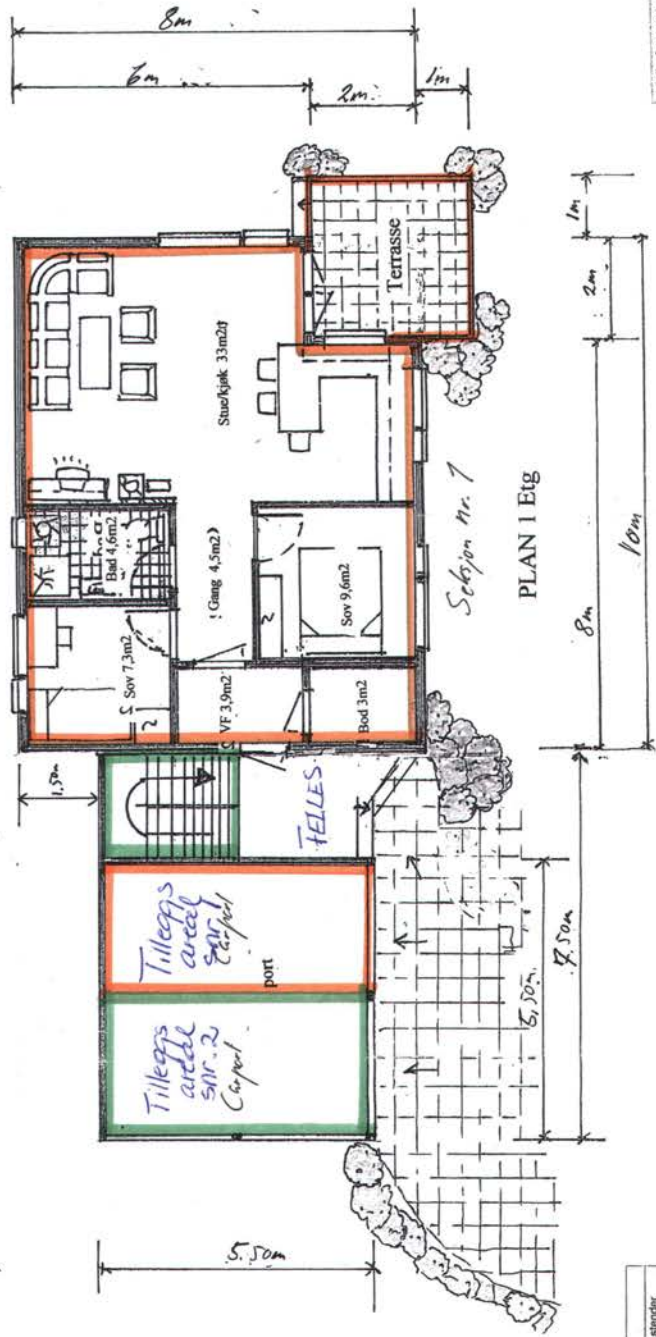 8m
6m
2m
1m
1m
2m
Terrasse
Stue/kjøk 33m2
Bad 4,6m2
Gang 4,5m2
Sov 9,6m2
Sov 7,3m2
VF 3,9m2
Bod 3m2
Seksjon nr. 1
PLAN 1 Etg
8m
10m
1,50m
FELLES
Tilleggs
areal
snr 1
Carport
port
Tilleggs
areal
snr. 2
Carport
5,50m
7,50m
5,50m